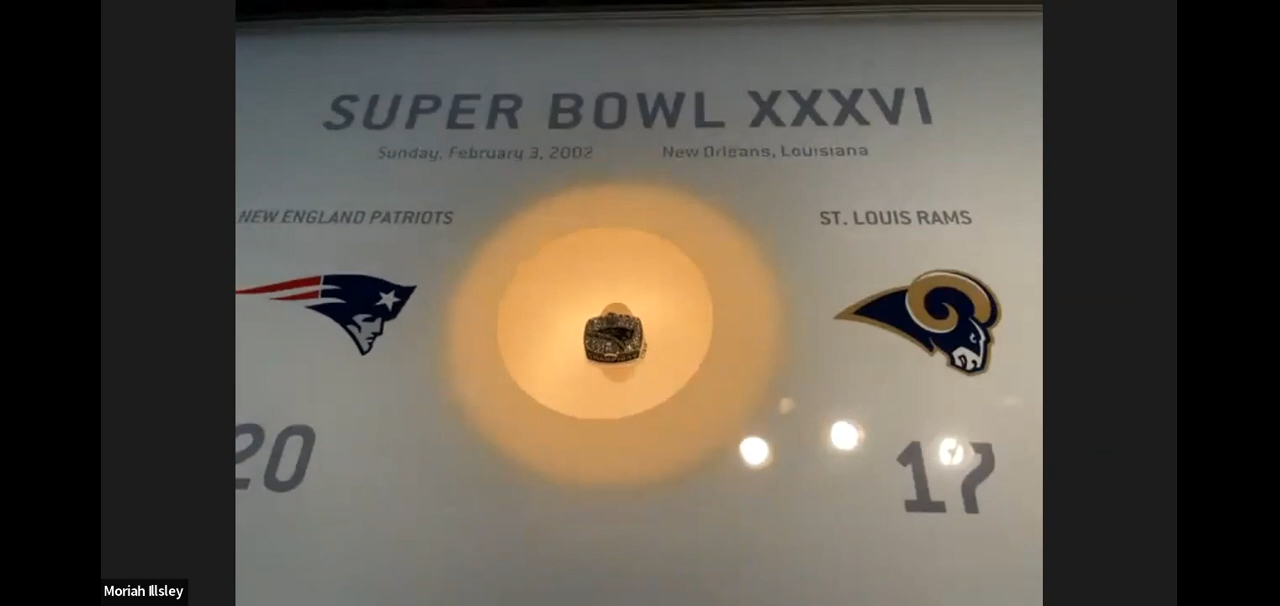 SUPER BOWL XXXVI
Sunday, February 3, 2002 New Orleans, Louisiana
NEW ENGLAND PATRIOTS ST. LOUIS RAMS
20 17
Moriah Illsley